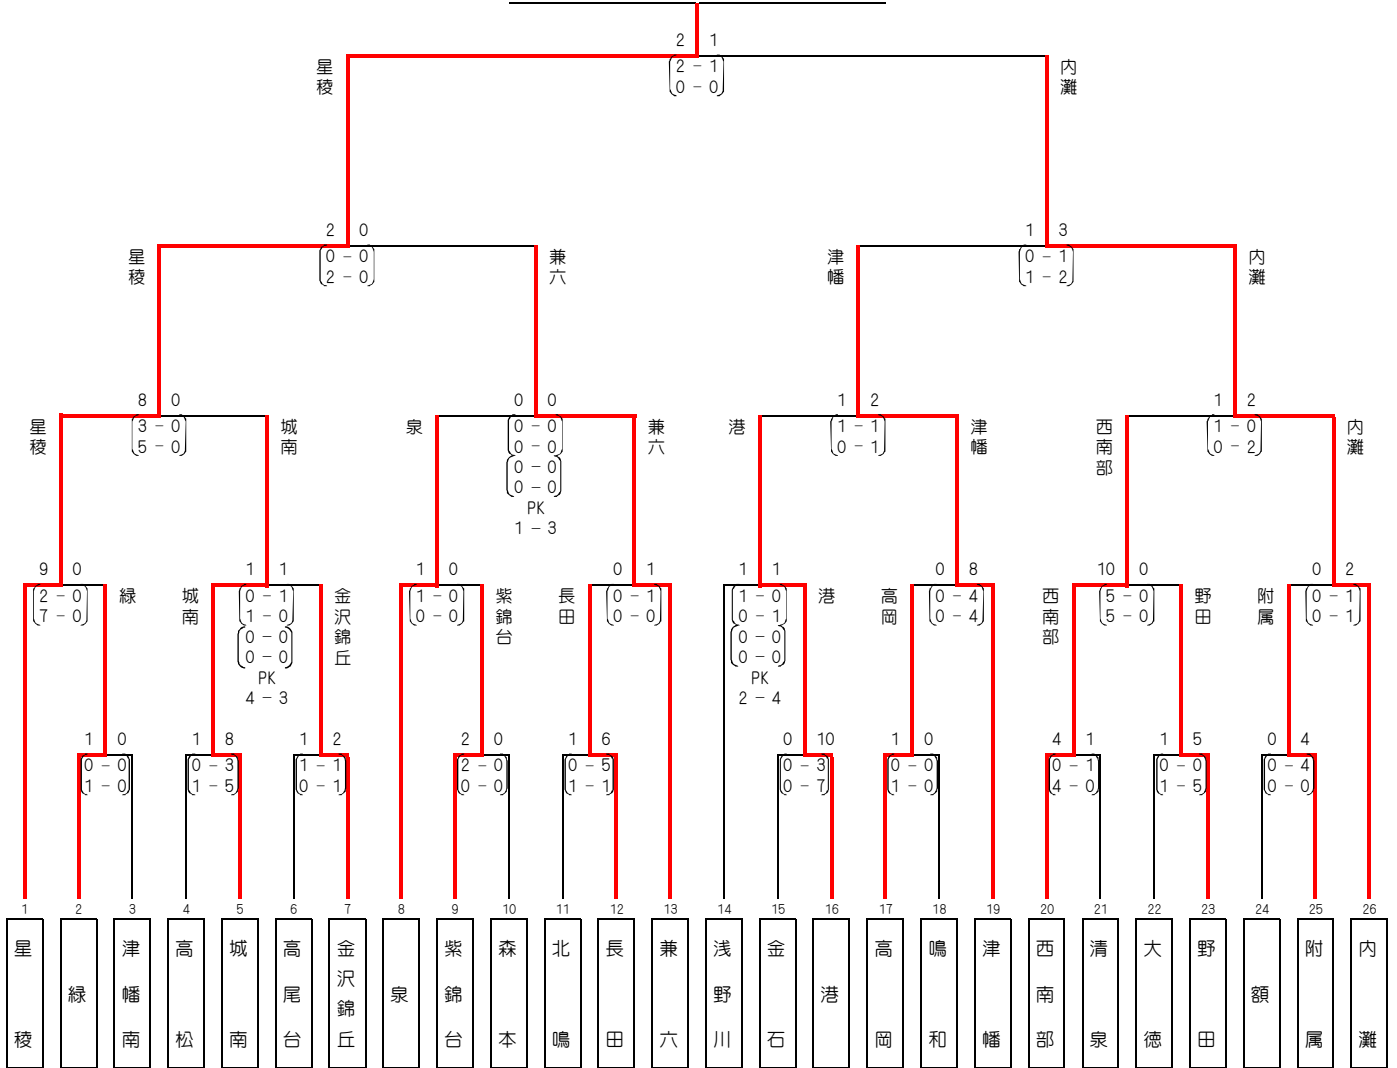 2 1
星稜 2 - 1 内灘
0 - 0
2 0 1 3
星稜 0 - 0 兼六 津幡 0 - 1 内灘
2 - 0 1 - 2
8 0 0 0 1 2 1 2
星稜 3 - 0 城南 泉 0 - 0 兼六 港 1 - 1 津幡 西南部 1 - 0 内灘
5 - 0 0 - 0 0 - 1 0 - 2
0 - 0
0 - 0
PK
1 - 3
9 0 1 1 1 0 0 1 1 1 0 8 10 0 0 2
2 - 0 緑 城南 0 - 1 金沢錦丘 1 - 0 紫錦台 長田 0 - 1 1 - 0 港 高岡 0 - 4 西南部 5 - 0 野田 附属 0 - 1
7 - 0 1 - 0 0 - 0 0 - 0 0 - 1 0 - 4 5 - 0 0 - 1
0 - 0 0 - 0
0 - 0 0 - 0
PK PK
4 - 3 2 - 4
1 0 1 8 1 2 2 0 1 6 0 10 1 0 4 1 1 5 0 4
0 - 0 0 - 3 1 - 1 2 - 0 0 - 5 0 - 3 0 - 0 0 - 1 0 - 0 0 - 4
1 - 0 1 - 5 0 - 1 0 - 0 1 - 1 0 - 7 1 - 0 4 - 0 1 - 5 0 - 0
1 2 3 4 5 6 7 8 9 10 11 12 13 14 15 16 17 18 19 20 21 22 23 24 25 26
星稜
緑
津幡南
高松
城南
高尾台
金沢錦丘
泉
紫錦台
森本
北鳴
長田
兼六
浅野川
金石
港
高岡
鳴和
津幡
西南部
清泉
大徳
野田
額
附属
内灘